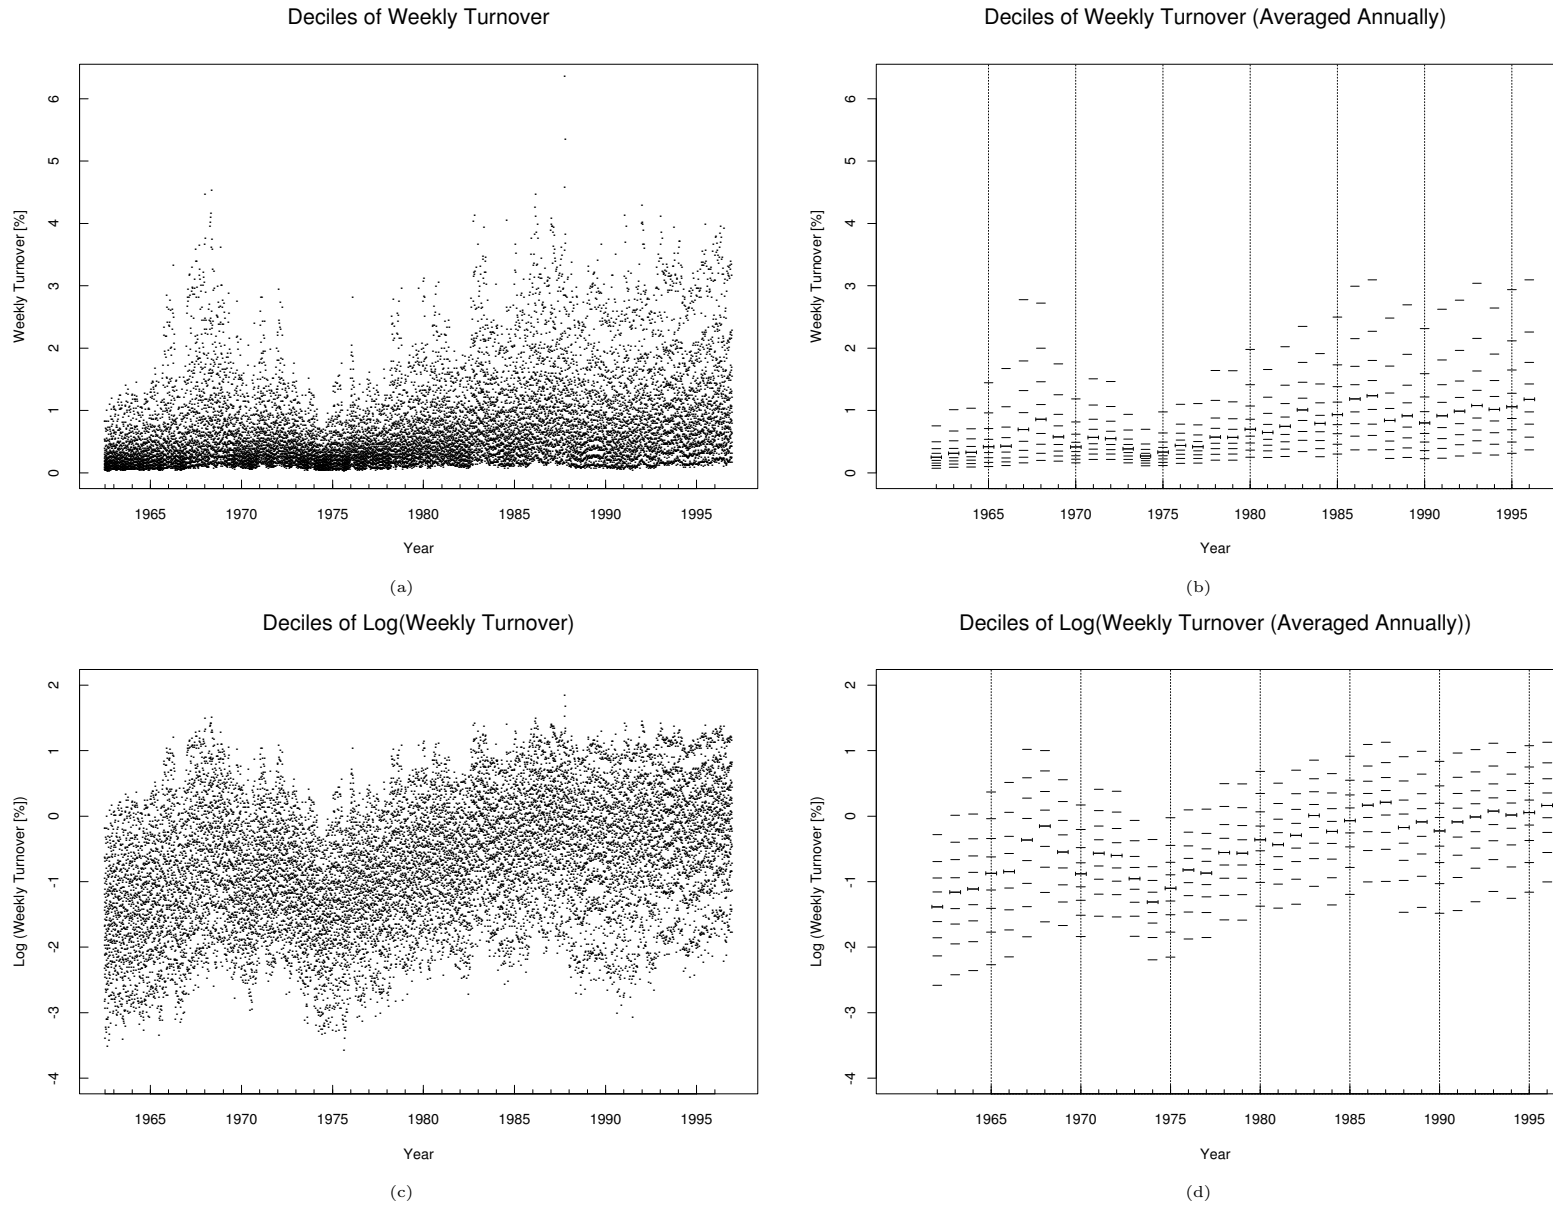 Deciles of Weekly Turnover
Weekly Turnover [%]
6
5
4
3
2
1
0
1965 1970 1975 1980 1985 1990 1995
Year
(a)
Deciles of Weekly Turnover (Averaged Annually)
Weekly Turnover [%]
6
5
4
3
2
1
0
1965 1970 1975 1980 1985 1990 1995
Year
(b)
Deciles of Log(Weekly Turnover)
Log (Weekly Turnover [%])
2
1
0
-1
-2
-3
-4
1965 1970 1975 1980 1985 1990 1995
Year
(c)
Deciles of Log(Weekly Turnover (Averaged Annually))
Log (Weekly Turnover [%])
2
1
0
-1
-2
-3
-4
1965 1970 1975 1980 1985 1990 1995
Year
(d)